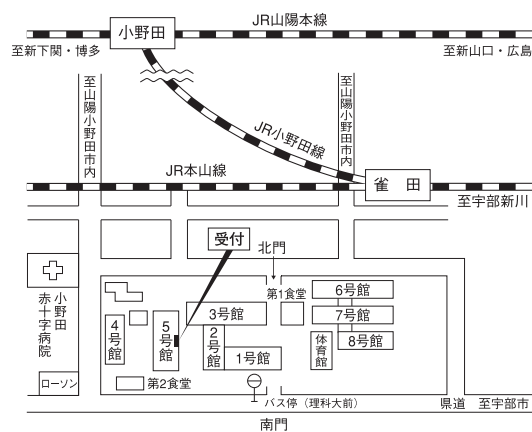 JR山陽本線
小野田
至新下関・博多
至新山口・広島
至山陽小野田市内
至山陽小野田市内
JR小野田線
JR本山線
雀　田
至宇部新川
受付
北門
小野田
赤十字病院
第1食堂
6号館
3号館
7号館
4号館
5号館
2号館
8号館
体育館
1号館
ローソン
第2食堂
バス停（理科大前）
県道　至宇部市
南門